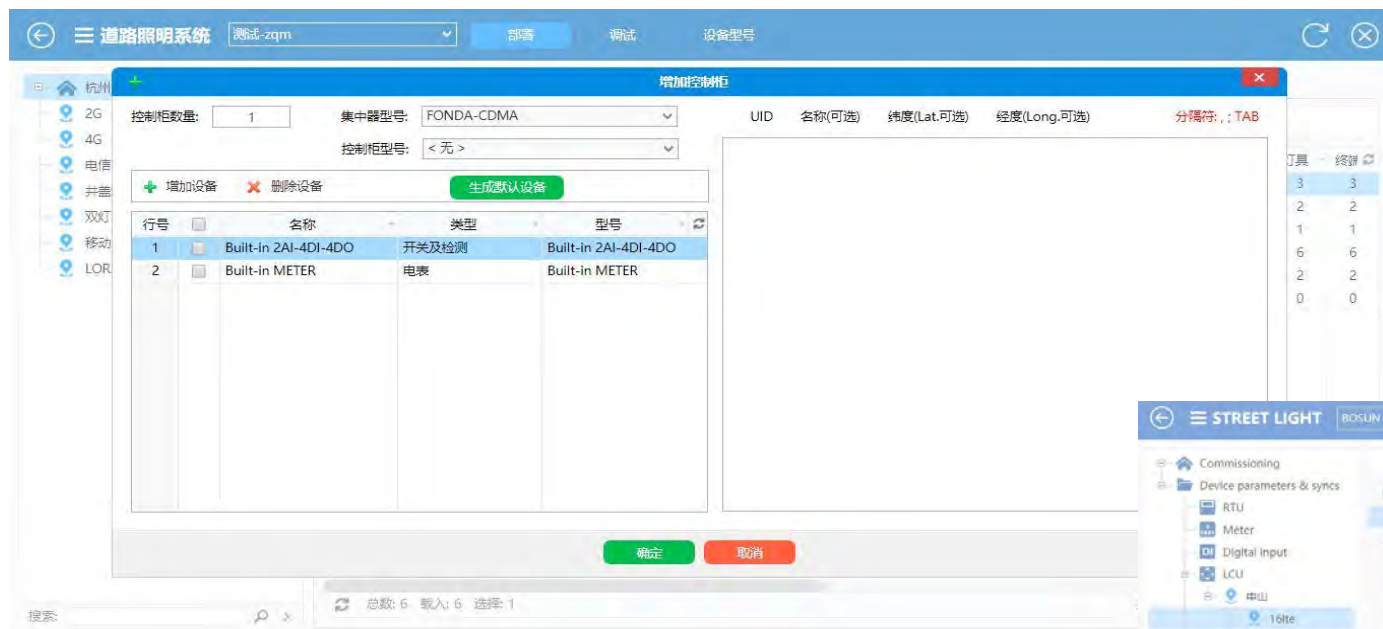 道路照明系统 测试-zqm 部署 调试 设备型号
增加控制柜
杭州
2G
4G
电信
井盖
双灯
移动
LOR
控制柜数量: 1 集中器型号: FONDA-CDMA
控制柜型号: < 无 >
UID 名称(可选) 纬度(Lat.可选) 经度(Long.可选) 分隔符: , ; TAB
增加设备 删除设备 生成默认设备
行号 名称 类型 型号
1 Built-in 2AI-4DI-4DO 开关及检测 Built-in 2AI-4DI-4DO
2 Built-in METER 电表 Built-in METER
灯具
3 3
2 2
1 1
6 6
2 2
0 0
确定 取消
搜索: 总数: 6 载入: 6 选择: 1
STREET LIGHT BOSUN
Commissioning
Device parameters & syncs
RTU
Meter
DI Digital input
LCU
中山
16lte